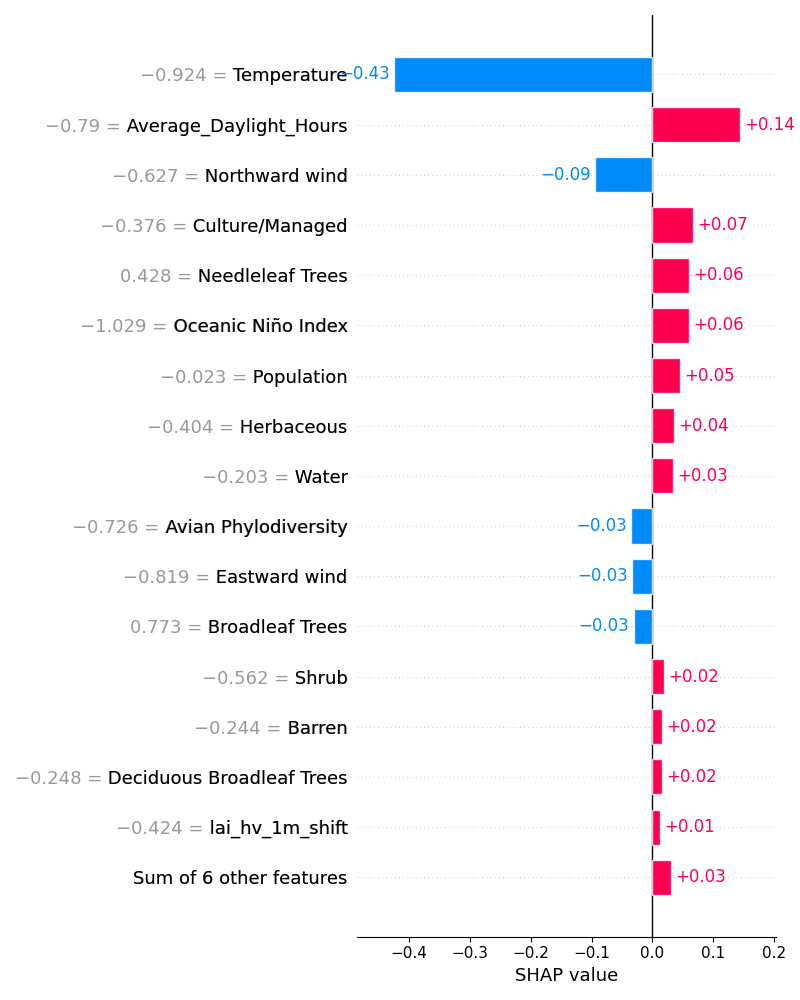 −0.924 = Temperature −0.43
−0.79 = Average_Daylight_Hours +0.14
−0.627 = Northward wind −0.09
−0.376 = Culture/Managed +0.07
0.428 = Needleleaf Trees +0.06
−1.029 = Oceanic Niño Index +0.06
−0.023 = Population +0.05
−0.404 = Herbaceous +0.04
−0.203 = Water +0.03
−0.726 = Avian Phylodiversity −0.03
−0.819 = Eastward wind −0.03
0.773 = Broadleaf Trees −0.03
−0.562 = Shrub +0.02
−0.244 = Barren +0.02
−0.248 = Deciduous Broadleaf Trees +0.02
−0.424 = lai_hv_1m_shift +0.01
Sum of 6 other features +0.03
−0.4 −0.3 −0.2 −0.1 0.0 0.1 0.2
SHAP value